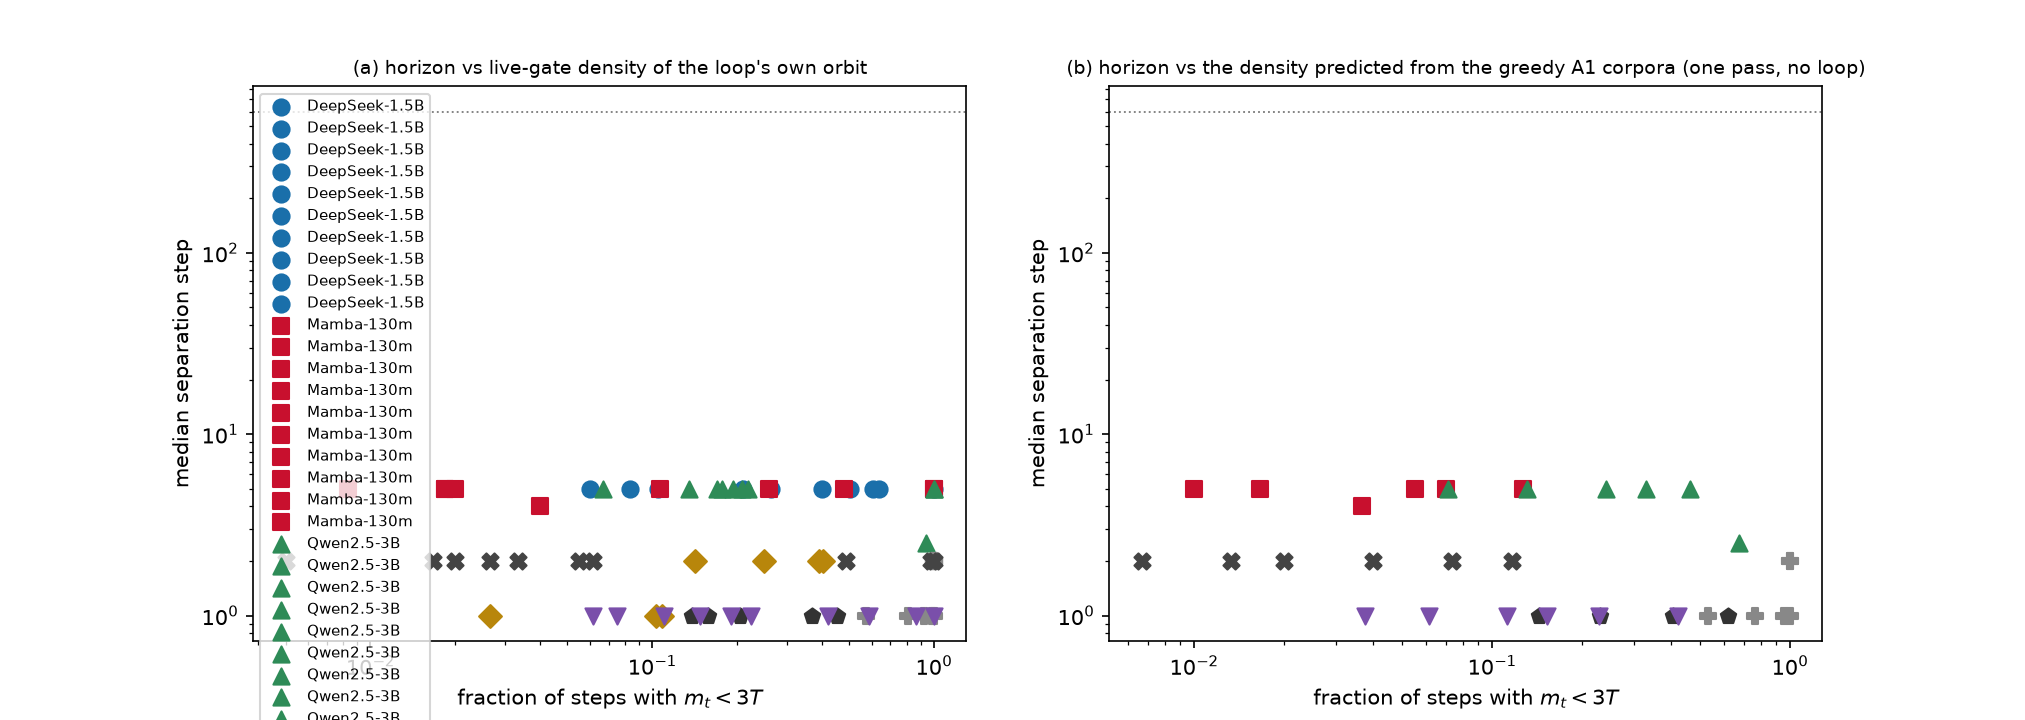 (a) horizon vs live-gate density of the loop's own orbit
median separation step
10²
10¹
10⁰
DeepSeek-1.5B
DeepSeek-1.5B
DeepSeek-1.5B
DeepSeek-1.5B
DeepSeek-1.5B
DeepSeek-1.5B
DeepSeek-1.5B
DeepSeek-1.5B
DeepSeek-1.5B
DeepSeek-1.5B
Mamba-130m
Mamba-130m
Mamba-130m
Mamba-130m
Mamba-130m
Mamba-130m
Mamba-130m
Mamba-130m
Mamba-130m
Mamba-130m
Qwen2.5-3B
Qwen2.5-3B
Qwen2.5-3B
Qwen2.5-3B
Qwen2.5-3B
Qwen2.5-3B
Qwen2.5-3B
Qwen2.5-3B
Qwen2.5-3B
10⁻² 10⁻¹ 10⁰
fraction of steps with mₜ < 3T
(b) horizon vs the density predicted from the greedy A1 corpora (one pass, no loop)
median separation step
10²
10¹
10⁰
10⁻² 10⁻¹ 10⁰
fraction of steps with mₜ < 3T